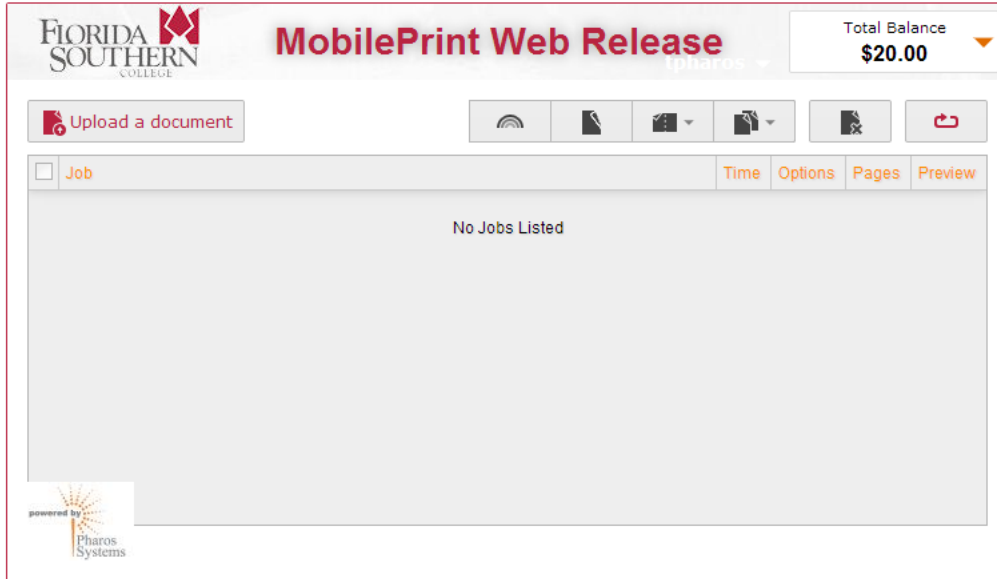 FLORIDA
SOUTHERN
COLLEGE
MobilePrint Web Release
tpharos
Total Balance
$20.00
Upload a document
Job Time Options Pages Preview
No Jobs Listed
powered by
Pharos
Systems